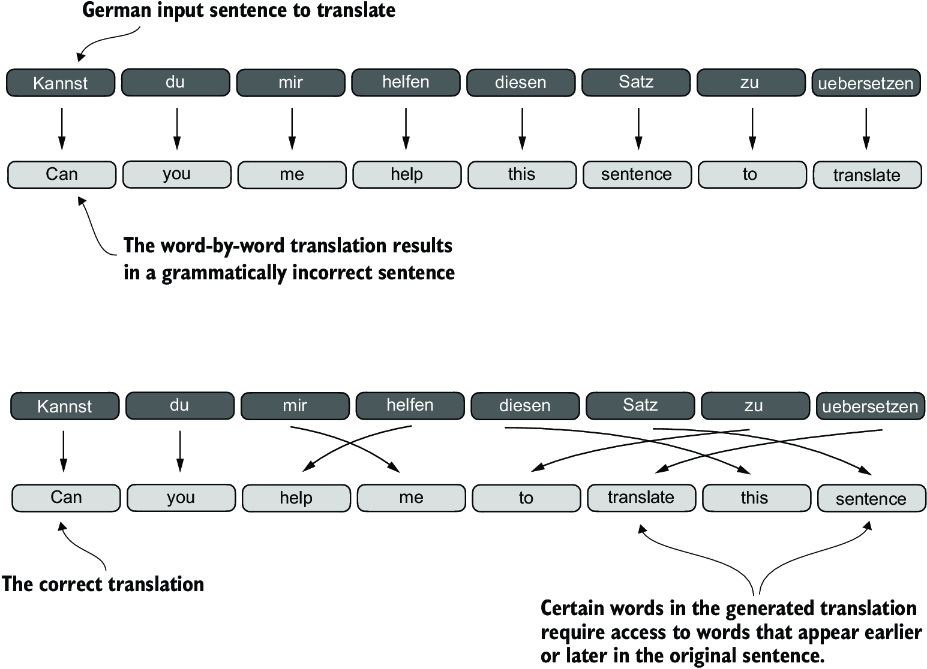 German input sentence to translate
Kannst du mir helfen diesen Satz zu uebersetzen
Can you me help this sentence to translate
The word-by-word translation results
in a grammatically incorrect sentence
Kannst du mir helfen diesen Satz zu uebersetzen
Can you help me to translate this sentence
The correct translation
Certain words in the generated translation
require access to words that appear earlier
or later in the original sentence.